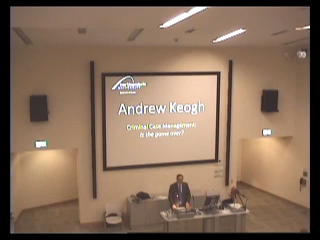 Andrew Keogh
Criminal Case Management:
Is the game over?